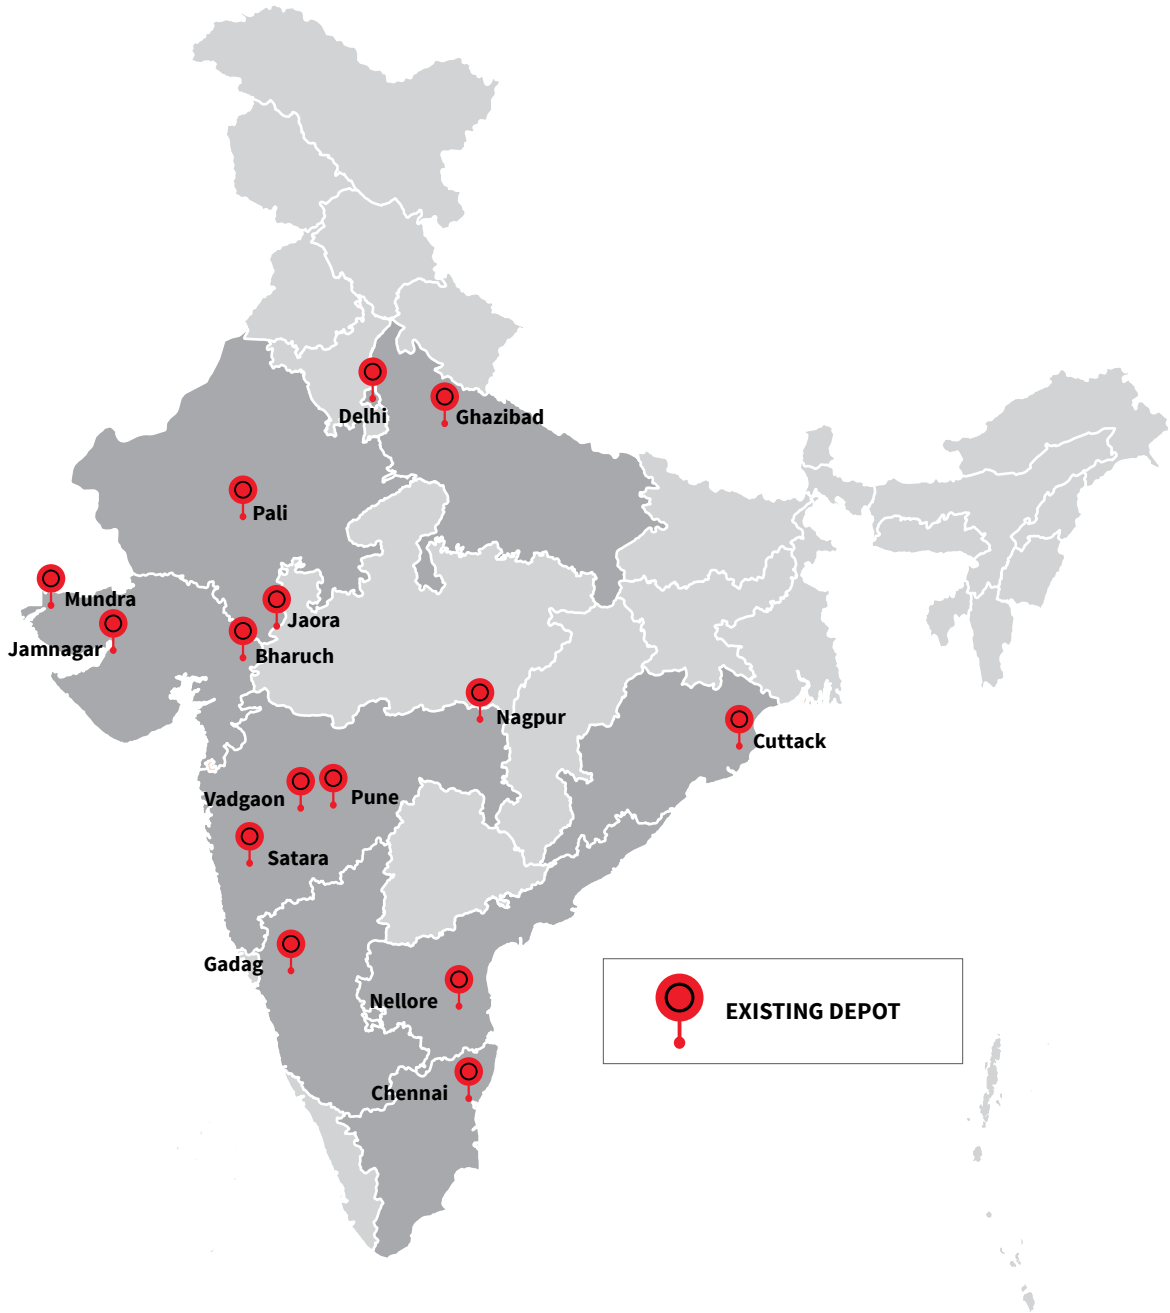 Delhi
Ghazibad
Pali
Mundra
Jaora
Jamnagar
Bharuch
Nagpur
Cuttack
Vadgaon
Pune
Satara
Gadag
Nellore
EXISTING DEPOT
Chennai